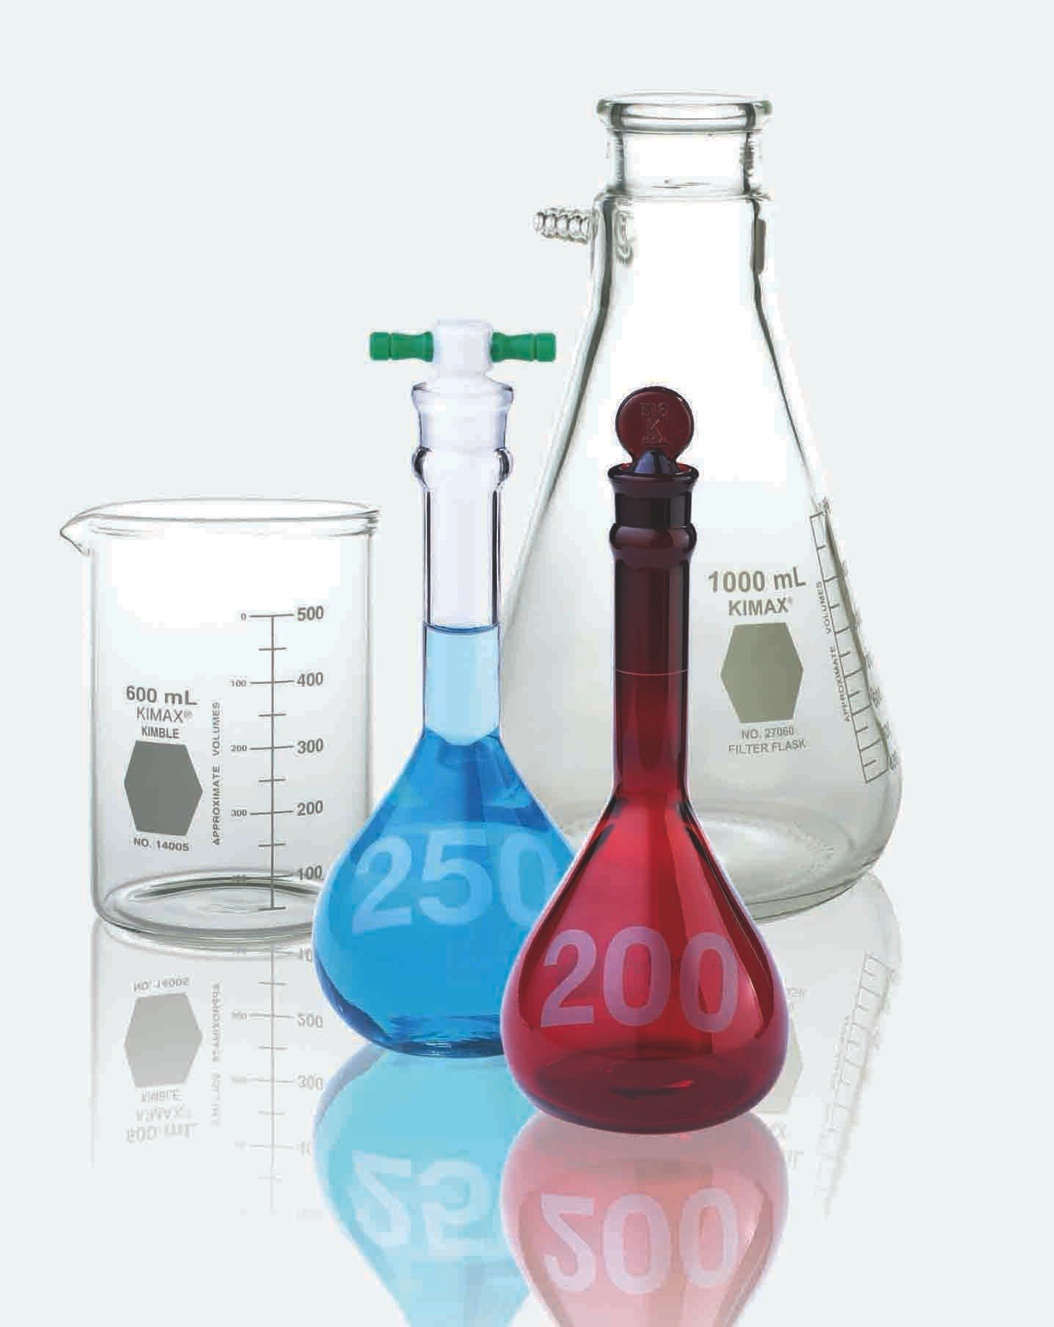 1000 mL
KIMAX®
NO. 27060
FILTER FLASK
APPROXIMATE VOLUMES
K
0 500
100 400
200 300
300 200
100
600 mL
KIMAX®
KIMBLE
NO. 14005
APPROXIMATE VOLUMES
250
200